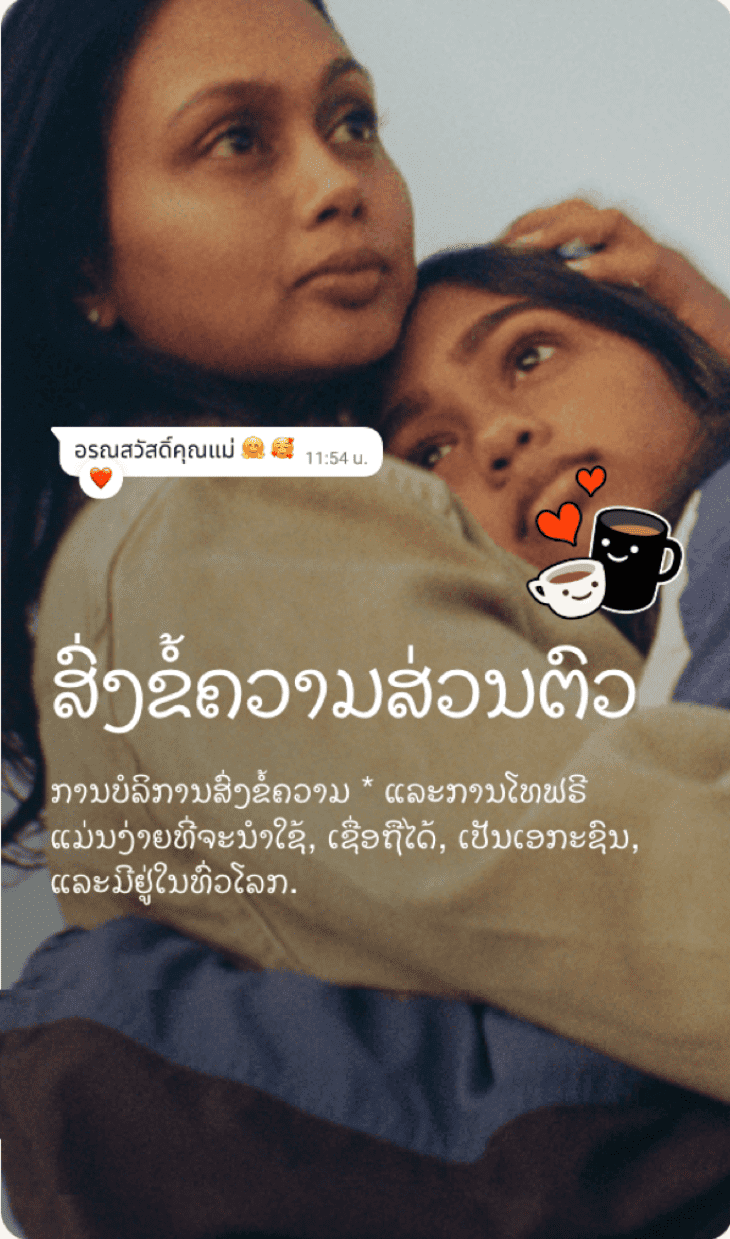 อรณสวัสดิ์คุณแม่ 🤗 🥰 11:54 น.
ສົ່ງຂໍ້ຄວາມສ່ວນຕົວ
ການບໍລິການສົ່ງຂໍ້ຄວາມ * ແລະການໂທຟຣີ
ແມ່ນງ່າຍທີ່ຈະນຳໃຊ້, ເຊື່ອຖືໄດ້, ເປັນເອກະຊົນ,
ແລະມີຢູ່ໃນທົ່ວໂລກ.